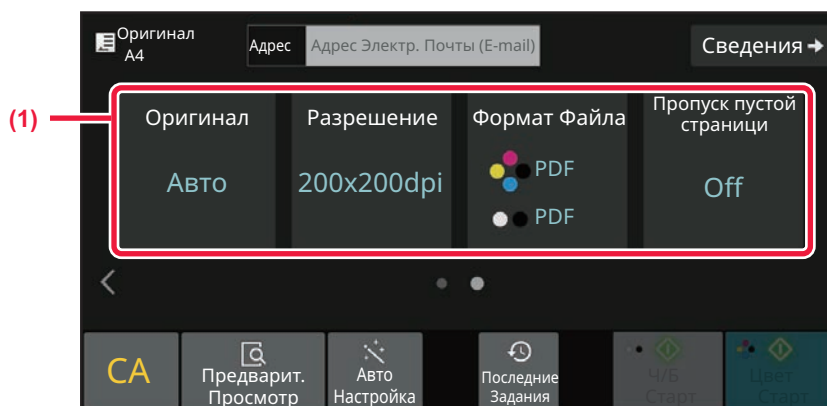 Оригинал
A4
Адрес
Адрес Электр. Почты (E-mail)
Сведения
(1)
Оригинал
Авто
Разрешение
200x200dpi
Формат Файла
PDF
PDF
Пропуск пустой
страници
Off
CA
Предварит.
Просмотр
Авто
Настройка
Последние
Задания
Ч/Б
Старт
Цвет
Старт